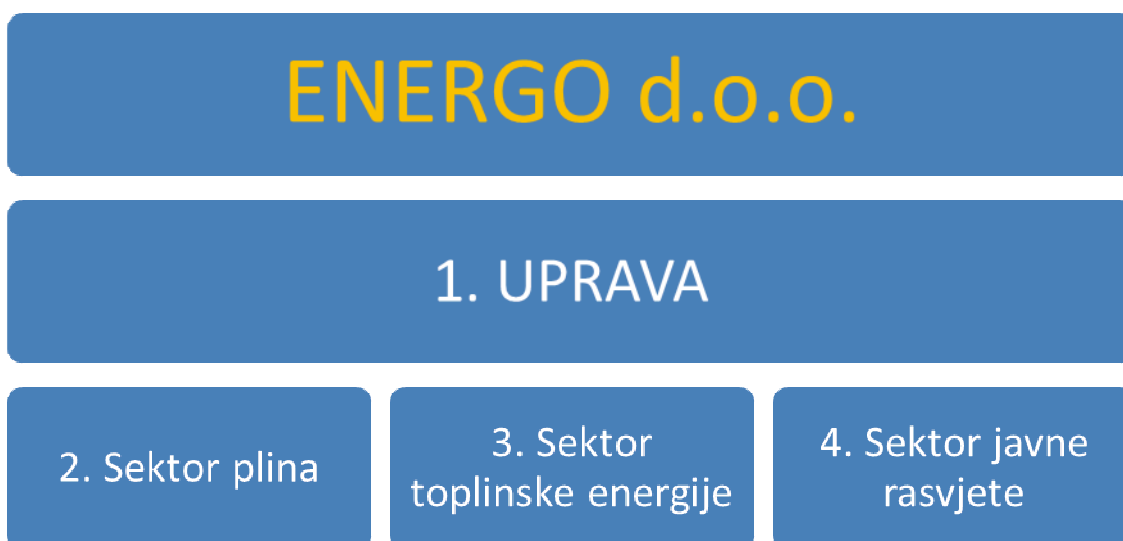 ENERGO d.o.o.
1. UPRAVA
2. Sektor plina
3. Sektor
toplinske energije
4. Sektor javne
rasvjete